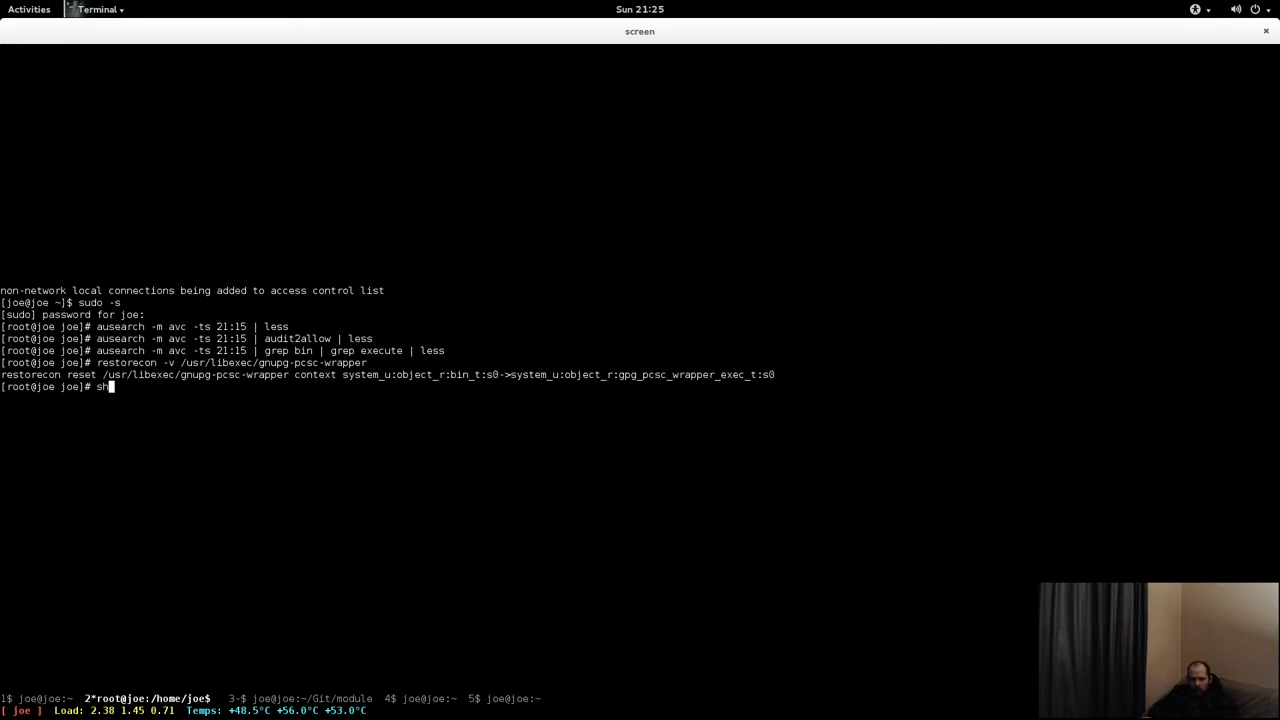 Activities Terminal Sun 21:25
screen ×
non-network local connections being added to access control list
[joe@joe ~]$ sudo -s
[sudo] password for joe:
[root@joe joe]# ausearch -m avc -ts 21:15 | less
[root@joe joe]# ausearch -m avc -ts 21:15 | audit2allow | less
[root@joe joe]# ausearch -m avc -ts 21:15 | grep bin | grep execute | less
[root@joe joe]# restorecon -v /usr/libexec/gnupg-pcsc-wrapper
restorecon reset /usr/libexec/gnupg-pcsc-wrapper context system_u:object_r:bin_t:s0->system_u:object_r:gpg_pcsc_wrapper_exec_t:s0
[root@joe joe]# sh
1$ joe@joe:~ 2*root@joe:/home/joe$ 3-$ joe@joe:~/Git/module 4$ joe@joe:~ 5$ joe@joe:~
[ joe ] Load: 2.38 1.45 0.71 Temps: +48.5°C +56.0°C +53.0°C